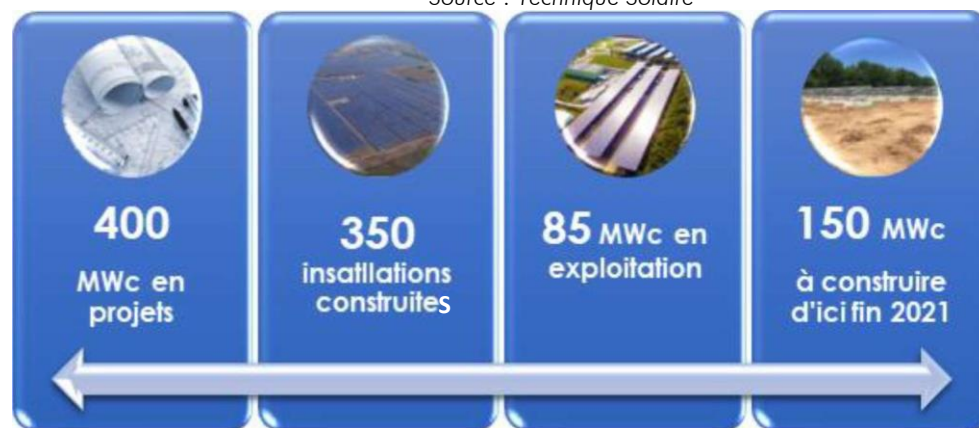 Source : Technique Solaire
400
MWc en
projets
350
insatllations
construites
85 MWc en
exploitation
150 MWc
à construire
d'ici fin 2021